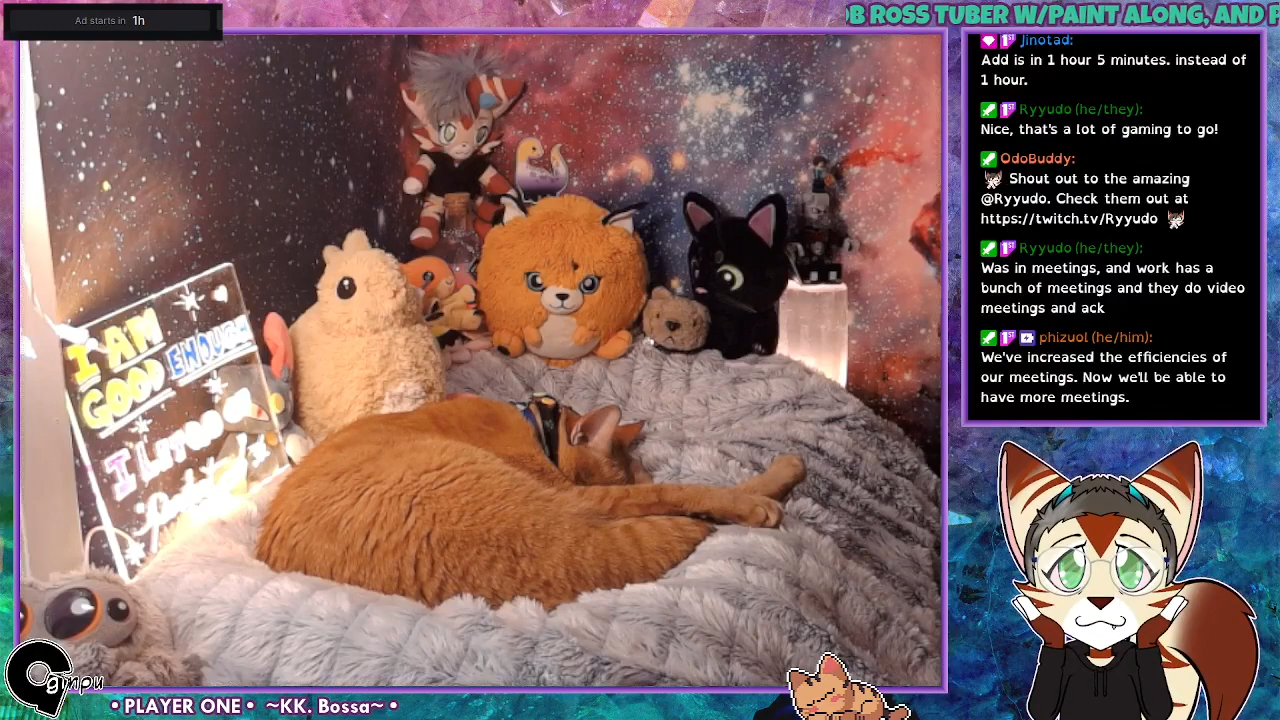 Ad starts in 1h
OB ROSS TUBER W/PAINT ALONG, AND
Jinotad:
Add is in 1 hour 5 minutes. instead of
1 hour.
Ryyudo (he/they):
Nice, that's a lot of gaming to go!
OdoBuddy:
Shout out to the amazing
@Ryyudo. Check them out at
https://twitch.tv/Ryyudo
Ryyudo (he/they):
Was in meetings, and work has a
bunch of meetings and they do video
meetings and ack
phizuol (he/him):
We've increased the efficiencies of
our meetings. Now we'll be able to
have more meetings.
I AM
GOOD ENOUGH
I
ginpu
• PLAYER ONE • ~KK. Bossa~ •